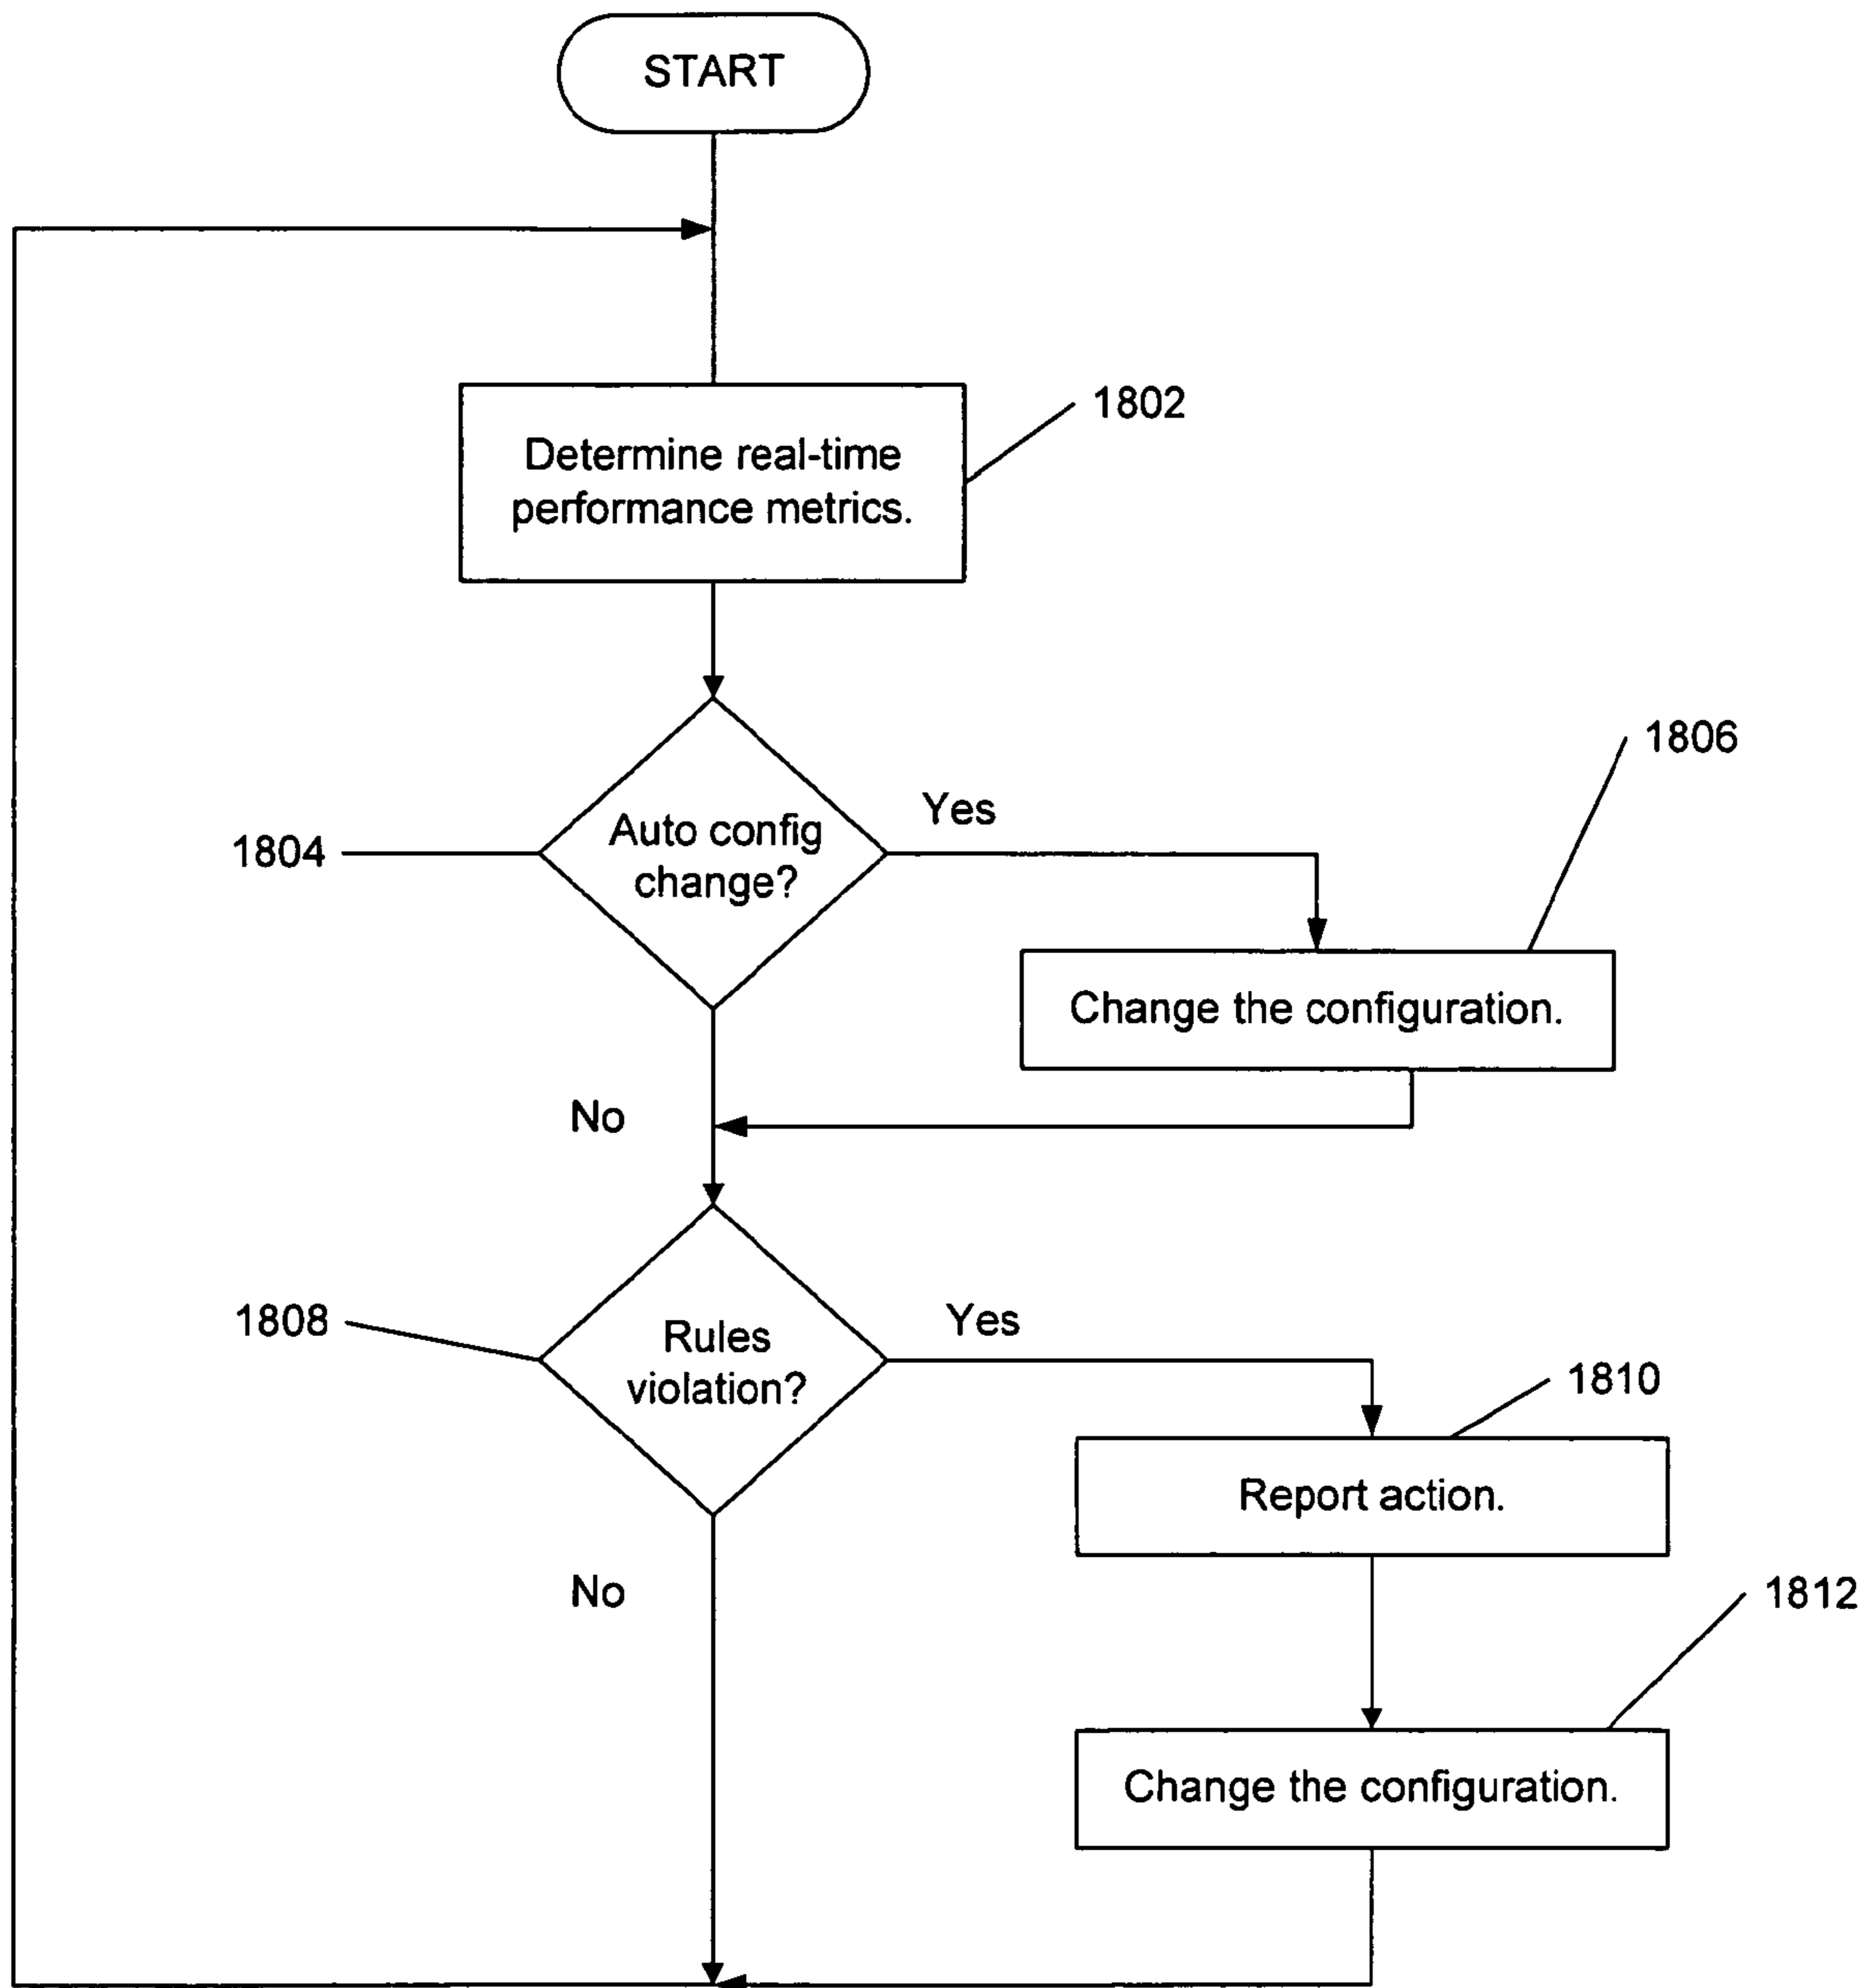 START
1802
Determine real-time
performance metrics.
1806
Yes
1804
Auto config
change?
Change the configuration.
No
1808
Yes
Rules
violation?
1810
Report action.
No
1812
Change the configuration.